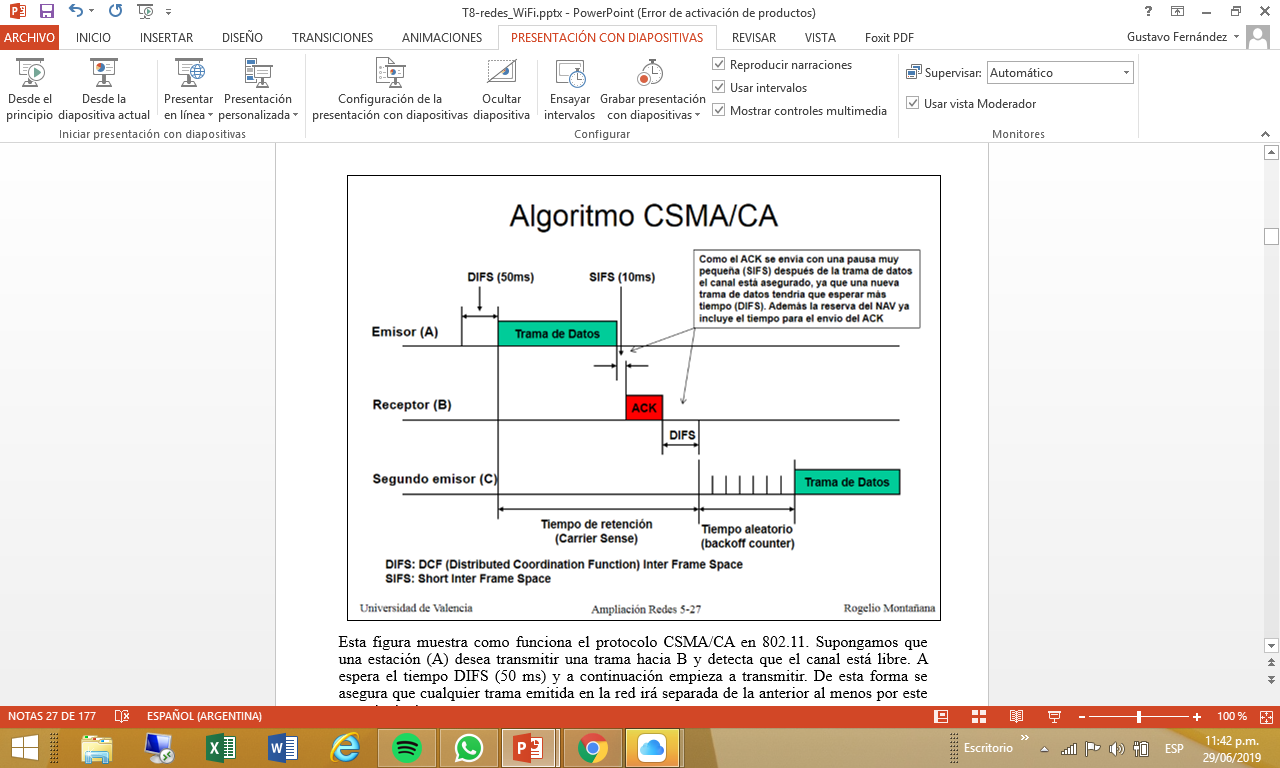 T8-redes_WiFi.pptx - PowerPoint (Error de activación de productos)
ARCHIVO INICIO INSERTAR DISEÑO TRANSICIONES ANIMACIONES PRESENTACIÓN CON DIAPOSITIVAS REVISAR VISTA Foxit PDF Gustavo Fernández
Desde el principio
Desde la diapositiva actual
Presentar en línea
Presentación personalizada
Configuración de la presentación con diapositivas
Ocultar diapositiva
Ensayar intervalos
Grabar presentación con diapositivas
Reproducir narraciones
Usar intervalos
Mostrar controles multimedia
Supervisar: Automático
Usar vista Moderador
Iniciar presentación con diapositivas
Configurar
Monitores
Algoritmo CSMA/CA
Como el ACK se envia con una pausa muy
pequeña (SIFS) después de la trama de datos
el canal está asegurado, ya que una nueva
trama de datos tendría que esperar más
tiempo (DIFS). Además la reserva del NAV ya
incluye el tiempo para el envio del ACK
DIFS (50ms)
SIFS (10ms)
Emisor (A)
Trama de Datos
Receptor (B)
ACK
DIFS
Segundo emisor (C)
Trama de Datos
Tiempo de retención
(Carrier Sense)
Tiempo aleatorio
(backoff counter)
DIFS: DCF (Distributed Coordination Function) Inter Frame Space
SIFS: Short Inter Frame Space
Universidad de Valencia Ampliación Redes 5-27 Rogelio Montañana
Esta figura muestra como funciona el protocolo CSMA/CA en 802.11. Supongamos que
una estación (A) desea transmitir una trama hacia B y detecta que el canal está libre. A
espera el tiempo DIFS (50 ms) y a continuación empieza a transmitir. De esta forma se
asegura que cualquier trama emitida en la red irá separada de la anterior al menos por este
NOTAS 27 DE 177 ESPAÑOL (ARGENTINA) 100 %
Escritorio ESP 11:42 p.m.
29/06/2019